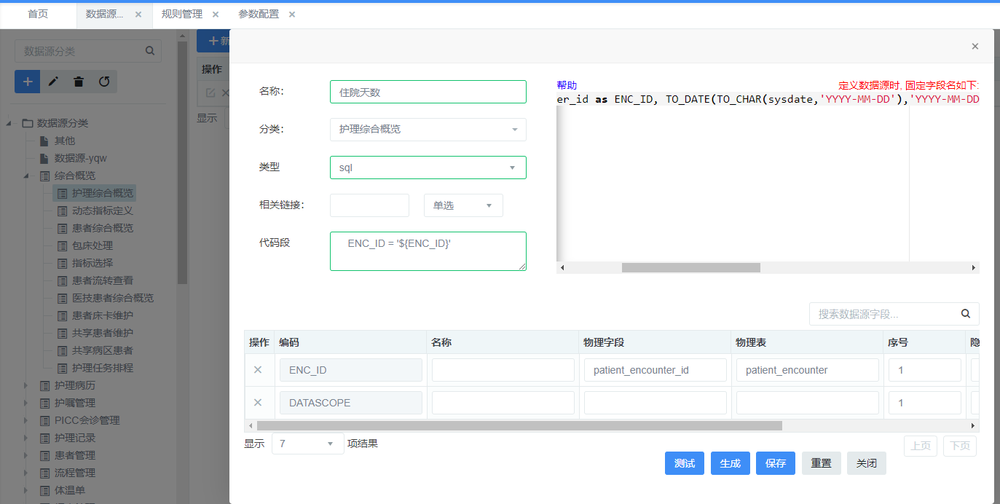 首页
数据源...
规则管理
参数配置
数据源分类
新
操作
显示
数据源分类
其他
数据源-yqw
综合概览
护理综合概览
动态指标定义
患者综合概览
包床处理
指标选择
患者流转查看
医技患者综合概览
患者床卡维护
共享患者维护
共享病区患者
护理任务排程
护理病历
护嘱管理
PICC会诊管理
护理记录
患者管理
流程管理
体温单
名称:
住院天数
分类:
护理综合概览
类型
sql
相关链接:
单选
代码段
ENC_ID = '${ENC_ID}'
帮助
定义数据源时, 固定字段名如下:
er_id as ENC_ID, TO_DATE(TO_CHAR(sysdate,'YYYY-MM-DD'),'YYYY-MM-DD
搜索数据源字段...
操作 编码 名称 物理字段 物理表 序号 隐
ENC_ID patient_encounter_id patient_encounter 1
DATASCOPE 1
显示 7 项结果
上页 下页
测试 生成 保存 重置 关闭